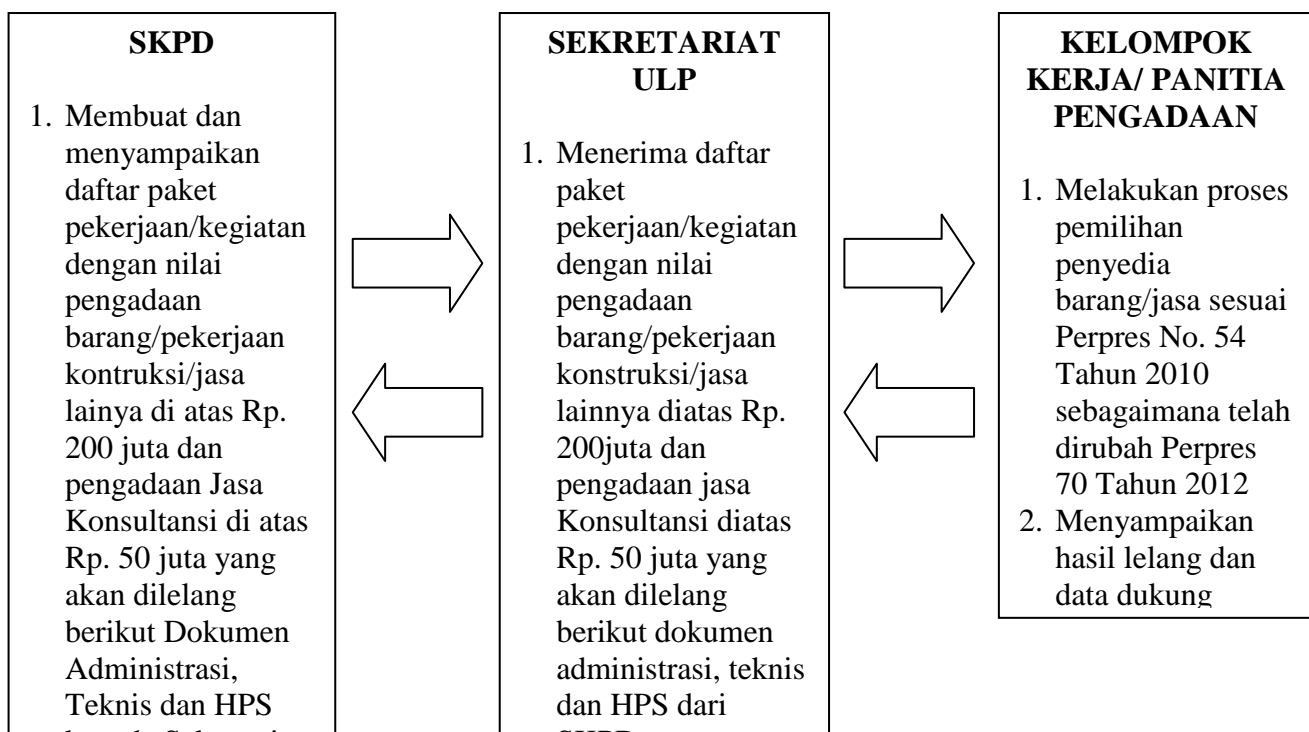 SKPD
1. Membuat dan
menyampaikan
daftar paket
pekerjaan/kegiatan
dengan nilai
pengadaan
barang/pekerjaan
kontruksi/jasa
lainya di atas Rp.
200 juta dan
pengadaan Jasa
Konsultansi di atas
Rp. 50 juta yang
akan dilelang
berikut Dokumen
Administrasi,
Teknis dan HPS
SEKRETARIAT
ULP
1. Menerima daftar
paket
pekerjaan/kegiatan
dengan nilai
pengadaan
barang/pekerjaan
konstruksi/jasa
lainnya diatas Rp.
200juta dan
pengadaan jasa
Konsultansi diatas
Rp. 50 juta yang
akan dilelang
berikut dokumen
administrasi, teknis
dan HPS dari
KELOMPOK
KERJA/ PANITIA
PENGADAAN
1. Melakukan proses
pemilihan
penyedia
barang/jasa sesuai
Perpres No. 54
Tahun 2010
sebagaimana telah
dirubah Perpres
70 Tahun 2012
2. Menyampaikan
hasil lelang dan
data dukung